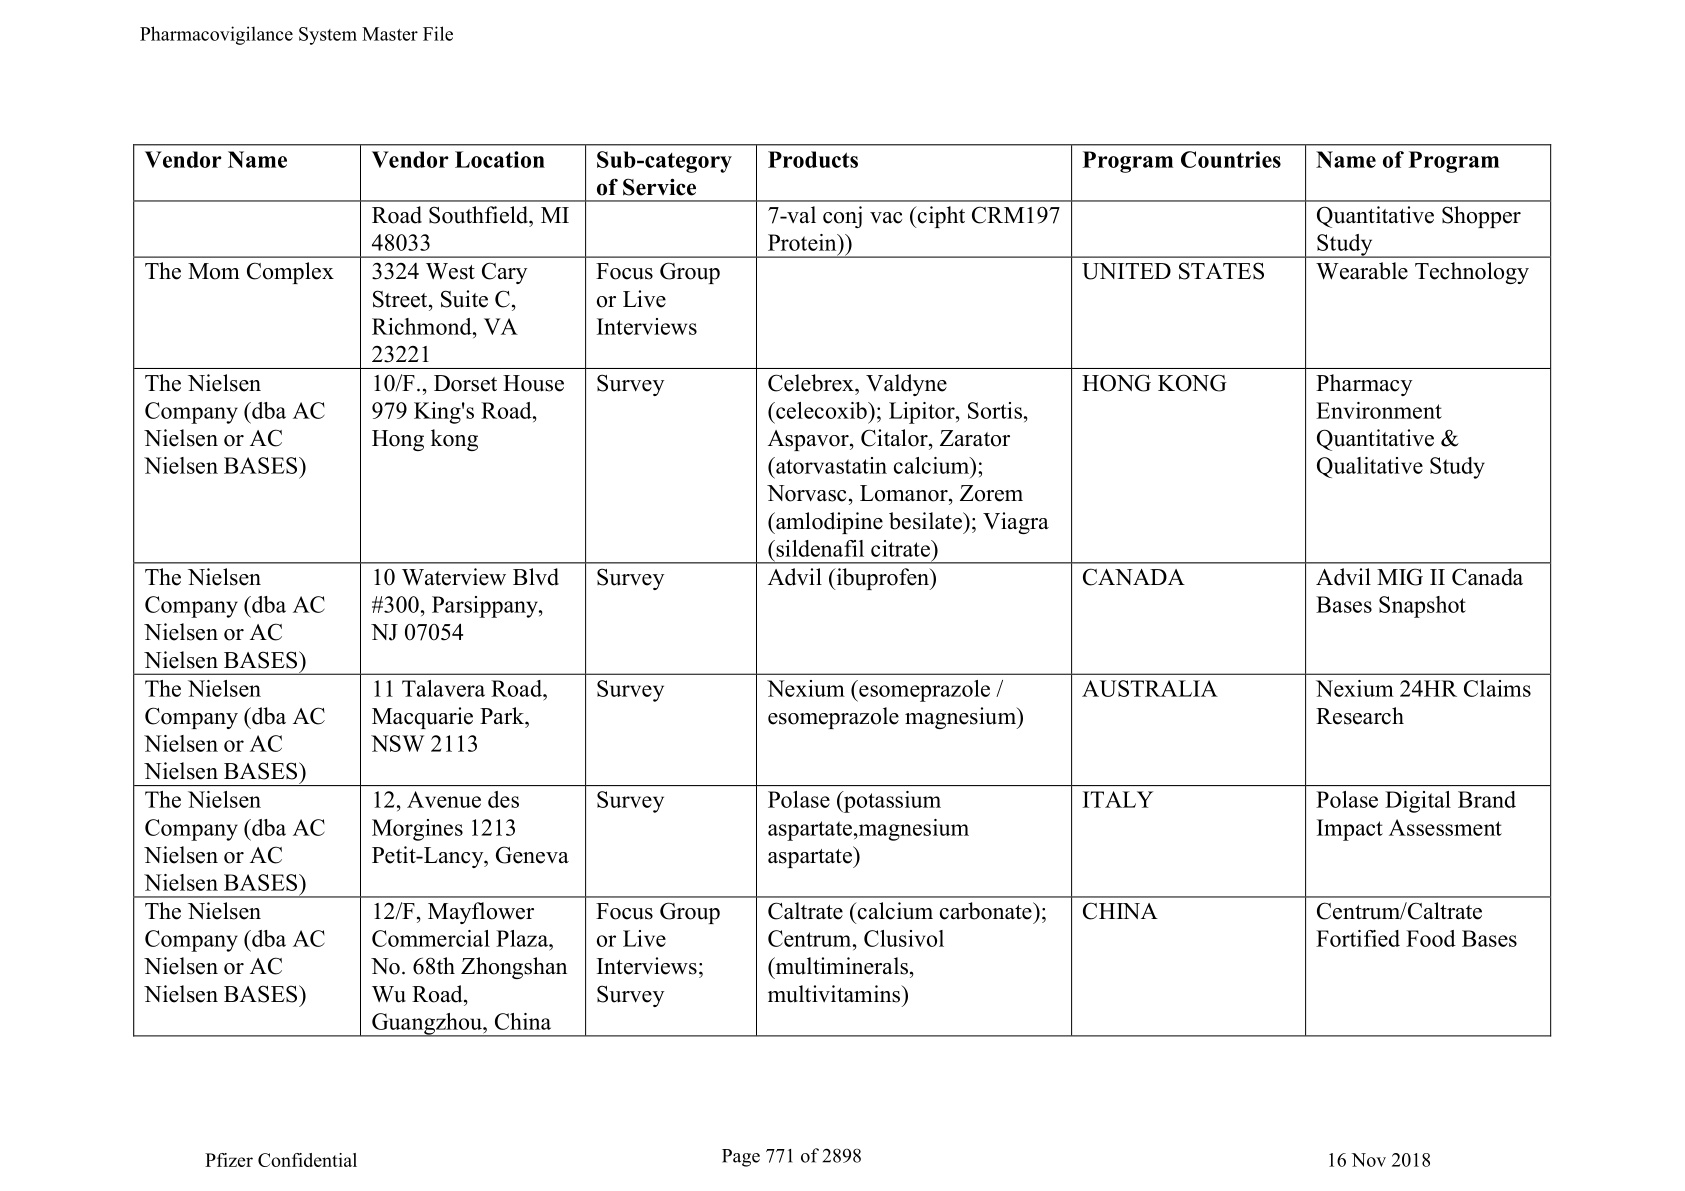 Pharmacovigilance System Master File
Vendor Name
Vendor Location
Sub-category
of Service
Products
Program Countries
Name of Program
Road Southfield, MI
48033
7-val conj vac (cipht CRM197
Protein))
Quantitative Shopper
Study
The Mom Complex
3324 West Cary
Street, Suite C,
Richmond, VA
23221
Focus Group
or Live
Interviews
UNITED STATES
Wearable Technology
The Nielsen
Company (dba AC
Nielsen or AC
Nielsen BASES)
10/F., Dorset House
979 King's Road,
Hong kong
Survey
Celebrex, Valdyne
(celecoxib); Lipitor, Sortis,
Aspavor, Citalor, Zarator
(atorvastatin calcium);
Norvasc, Lomanor, Zorem
(amlodipine besilate); Viagra
(sildenafil citrate)
HONG KONG
Pharmacy
Environment
Quantitative &
Qualitative Study
The Nielsen
Company (dba AC
Nielsen or AC
Nielsen BASES)
10 Waterview Blvd
#300, Parsippany,
NJ 07054
Survey
Advil (ibuprofen)
CANADA
Advil MIG II Canada
Bases Snapshot
The Nielsen
Company (dba AC
Nielsen or AC
Nielsen BASES)
11 Talavera Road,
Macquarie Park,
NSW 2113
Survey
Nexium (esomeprazole /
esomeprazole magnesium)
AUSTRALIA
Nexium 24HR Claims
Research
The Nielsen
Company (dba AC
Nielsen or AC
Nielsen BASES)
12, Avenue des
Morgines 1213
Petit-Lancy, Geneva
Survey
Polase (potassium
aspartate,magnesium
aspartate)
ITALY
Polase Digital Brand
Impact Assessment
The Nielsen
Company (dba AC
Nielsen or AC
Nielsen BASES)
12/F, Mayflower
Commercial Plaza,
No. 68th Zhongshan
Wu Road,
Guangzhou, China
Focus Group
or Live
Interviews;
Survey
Caltrate (calcium carbonate);
Centrum, Clusivol
(multiminerals,
multivitamins)
CHINA
Centrum/Caltrate
Fortified Food Bases
Pfizer Confidential
Page 771 of 2898
16 Nov 2018